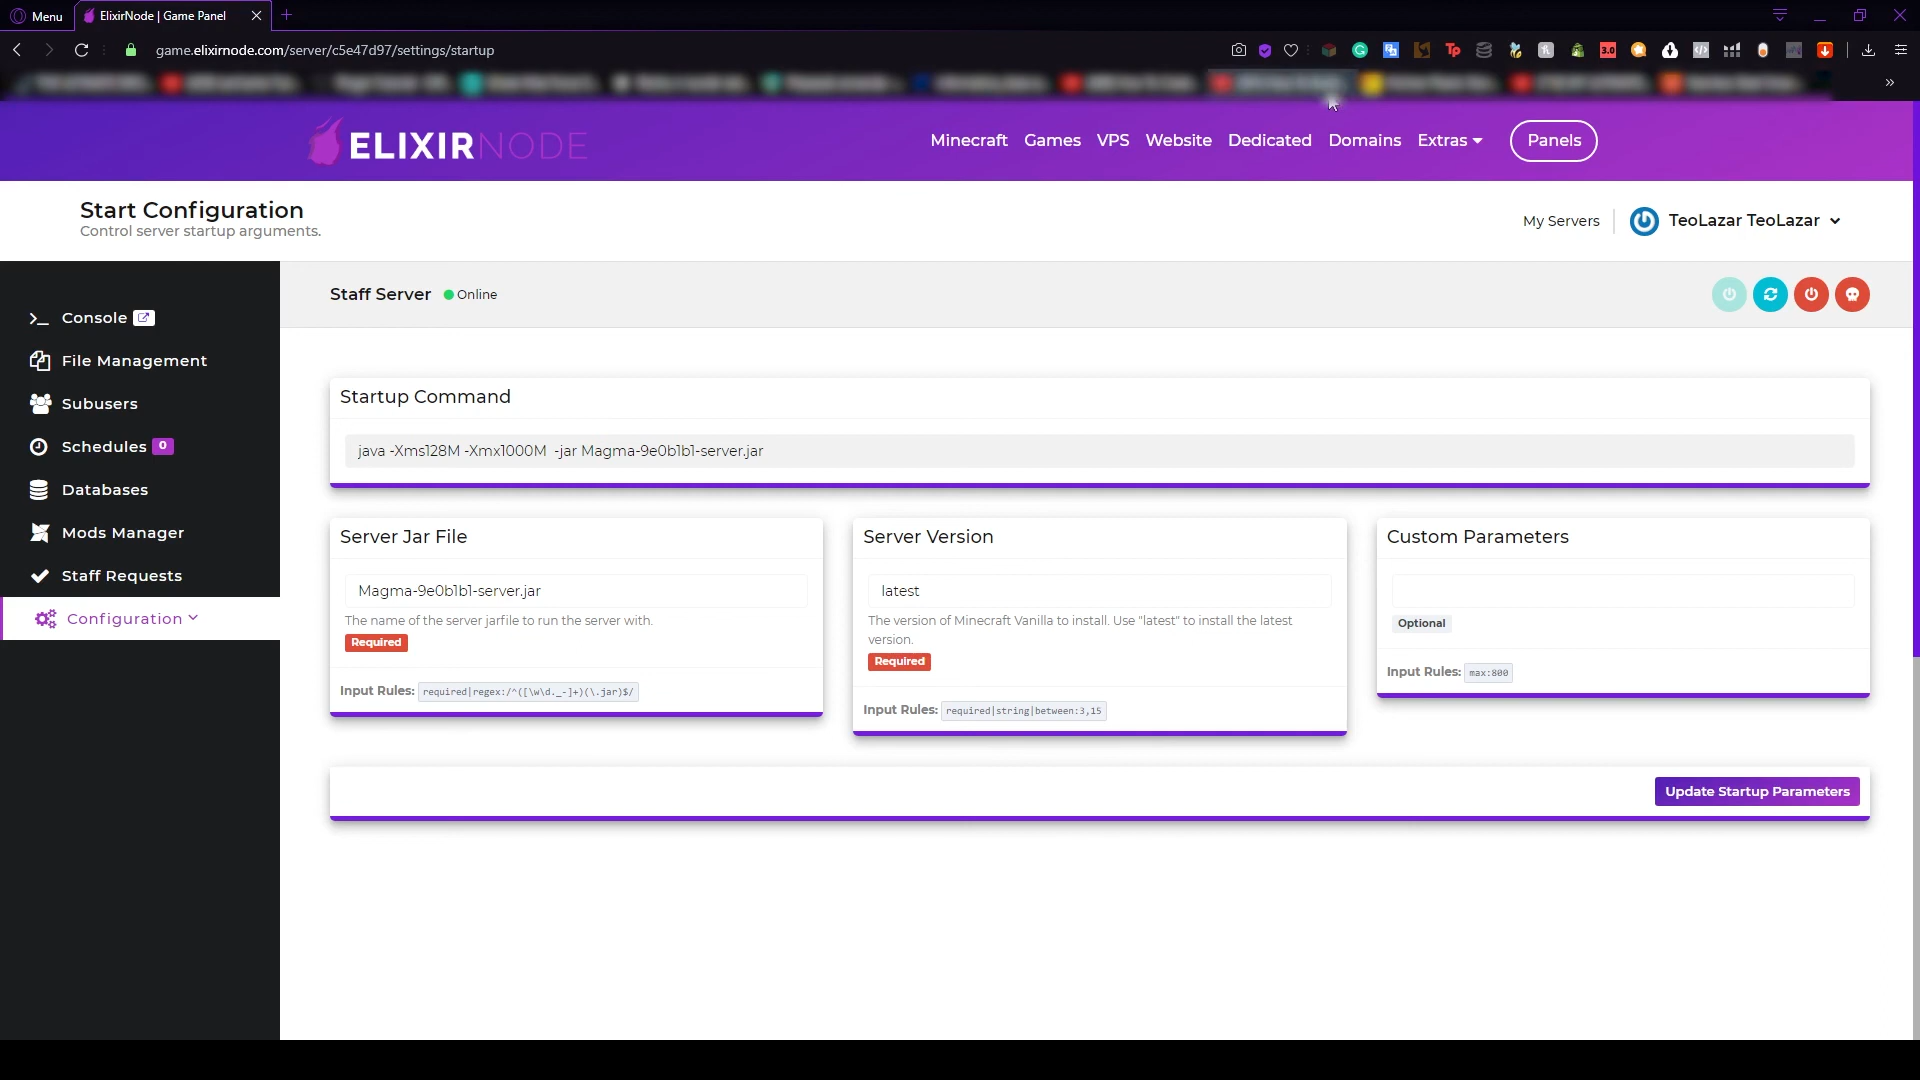 Menu
ElixirNode | Game Panel
game.elixirnode.com/server/c5e47d97/settings/startup
Tp
3.0
ELIXIRNODE
Minecraft Games VPS Website Dedicated Domains Extras Panels
Start Configuration
Control server startup arguments.
My Servers
TeoLazar TeoLazar
Staff Server
Online
Console
File Management
Subusers
Schedules 0
Databases
Mods Manager
Staff Requests
Configuration
Startup Command
java -Xms128M -Xmx1000M -jar Magma-9e0b1b1-server.jar
Server Jar File
Magma-9e0b1b1-server.jar
The name of the server jarfile to run the server with.
Required
Input Rules: required|regex:/^([\w\d._-]+)(\.jar)$/
Server Version
latest
The version of Minecraft Vanilla to install. Use "latest" to install the latest
version.
Required
Input Rules: required|string|between:3,15
Custom Parameters
Optional
Input Rules: max:800
Update Startup Parameters